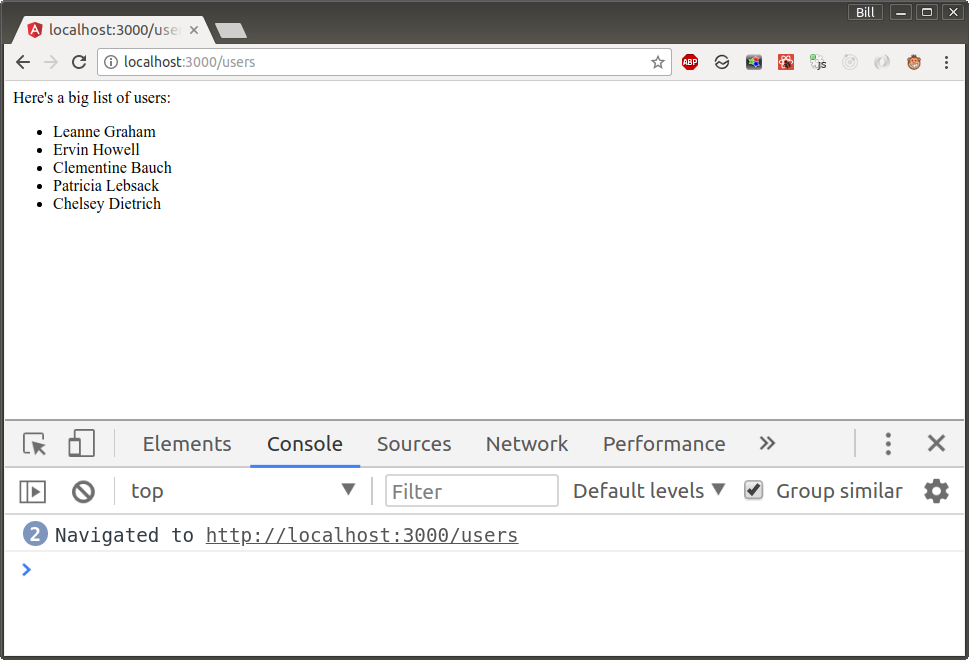 Bill
localhost:3000/use
localhost:3000/users
ABP
js
Here's a big list of users:
Leanne Graham
Ervin Howell
Clementine Bauch
Patricia Lebsack
Chelsey Dietrich
Elements Console Sources Network Performance
top Filter Default levels Group similar
2 Navigated to http://localhost:3000/users